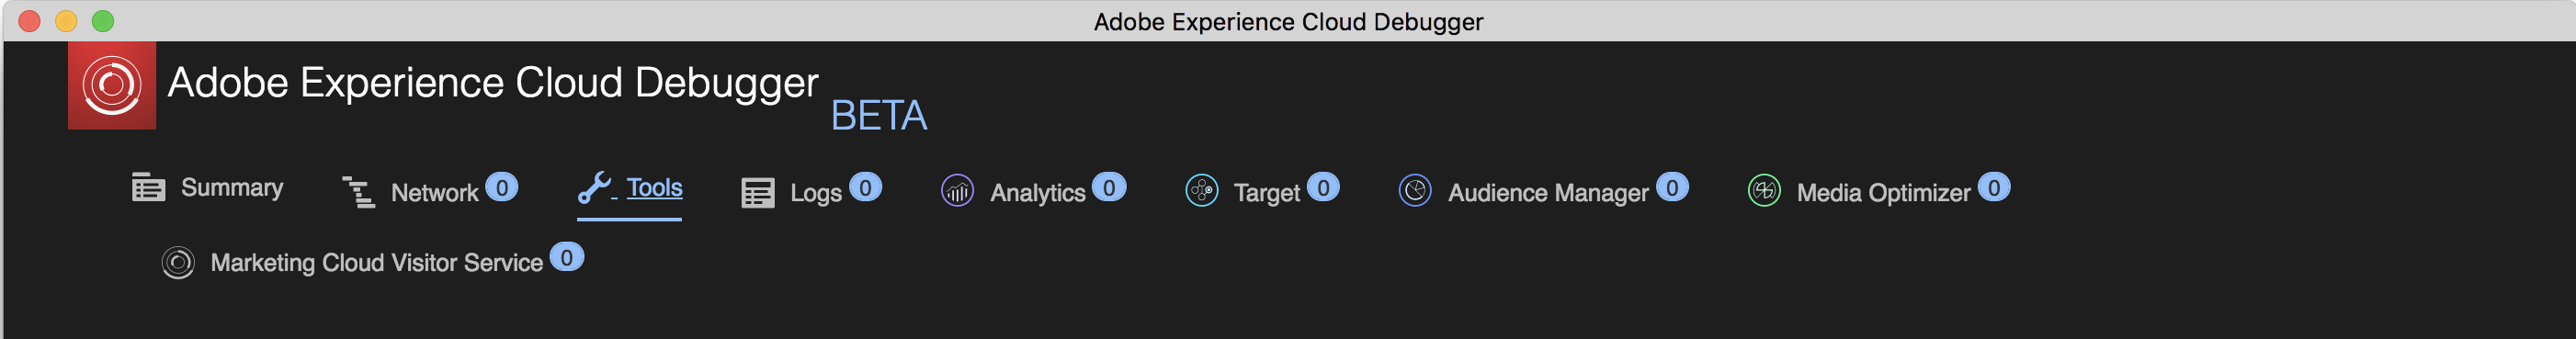 Adobe Experience Cloud Debugger
Adobe Experience Cloud Debugger BETA
Summary Network 0 Tools Logs 0 Analytics 0 Target 0 Audience Manager 0 Media Optimizer 0
Marketing Cloud Visitor Service 0